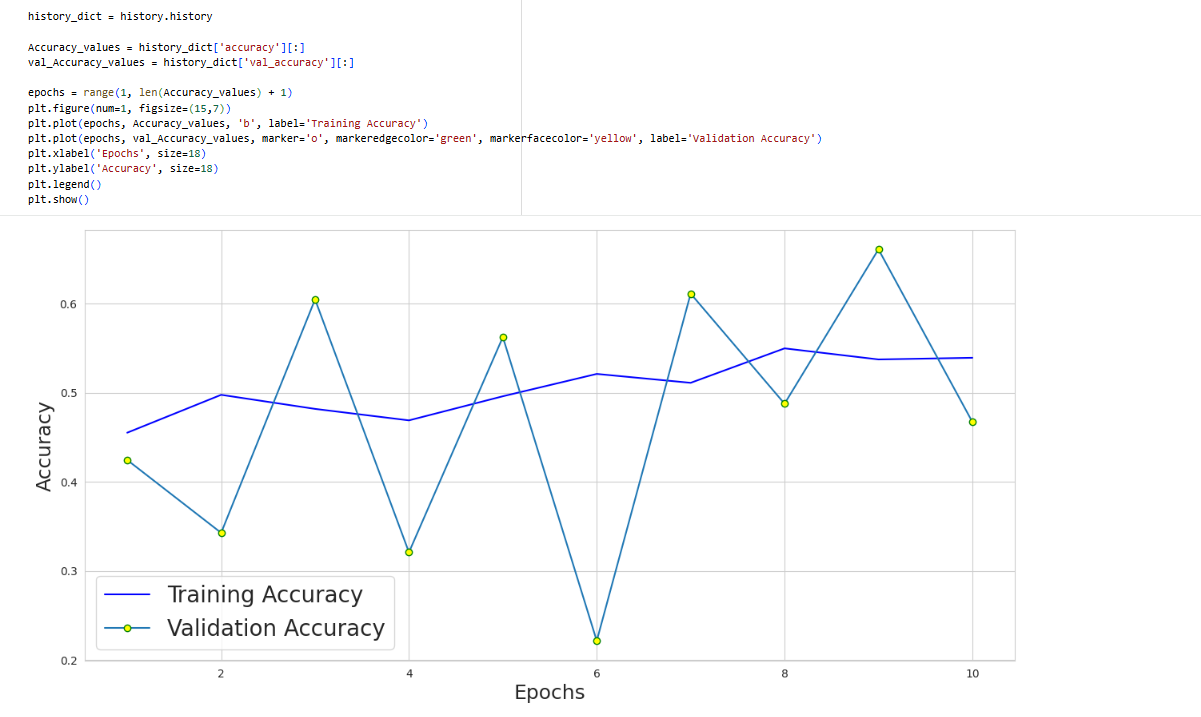 history_dict = history.history
Accuracy_values = history_dict['accuracy'][:]
val_Accuracy_values = history_dict['val_accuracy'][:]
epochs = range(1, len(Accuracy_values) + 1)
plt.figure(num=1, figsize=(15,7))
plt.plot(epochs, Accuracy_values, 'b', label='Training Accuracy')
plt.plot(epochs, val_Accuracy_values, marker='o', markeredgecolor='green', markerfacecolor='yellow', label='Validation Accuracy')
plt.xlabel('Epochs', size=18)
plt.ylabel('Accuracy', size=18)
plt.legend()
plt.show()
0.6
0.5
0.4
0.3
0.2
Accuracy
Training Accuracy
Validation Accuracy
2 4 6 8 10
Epochs